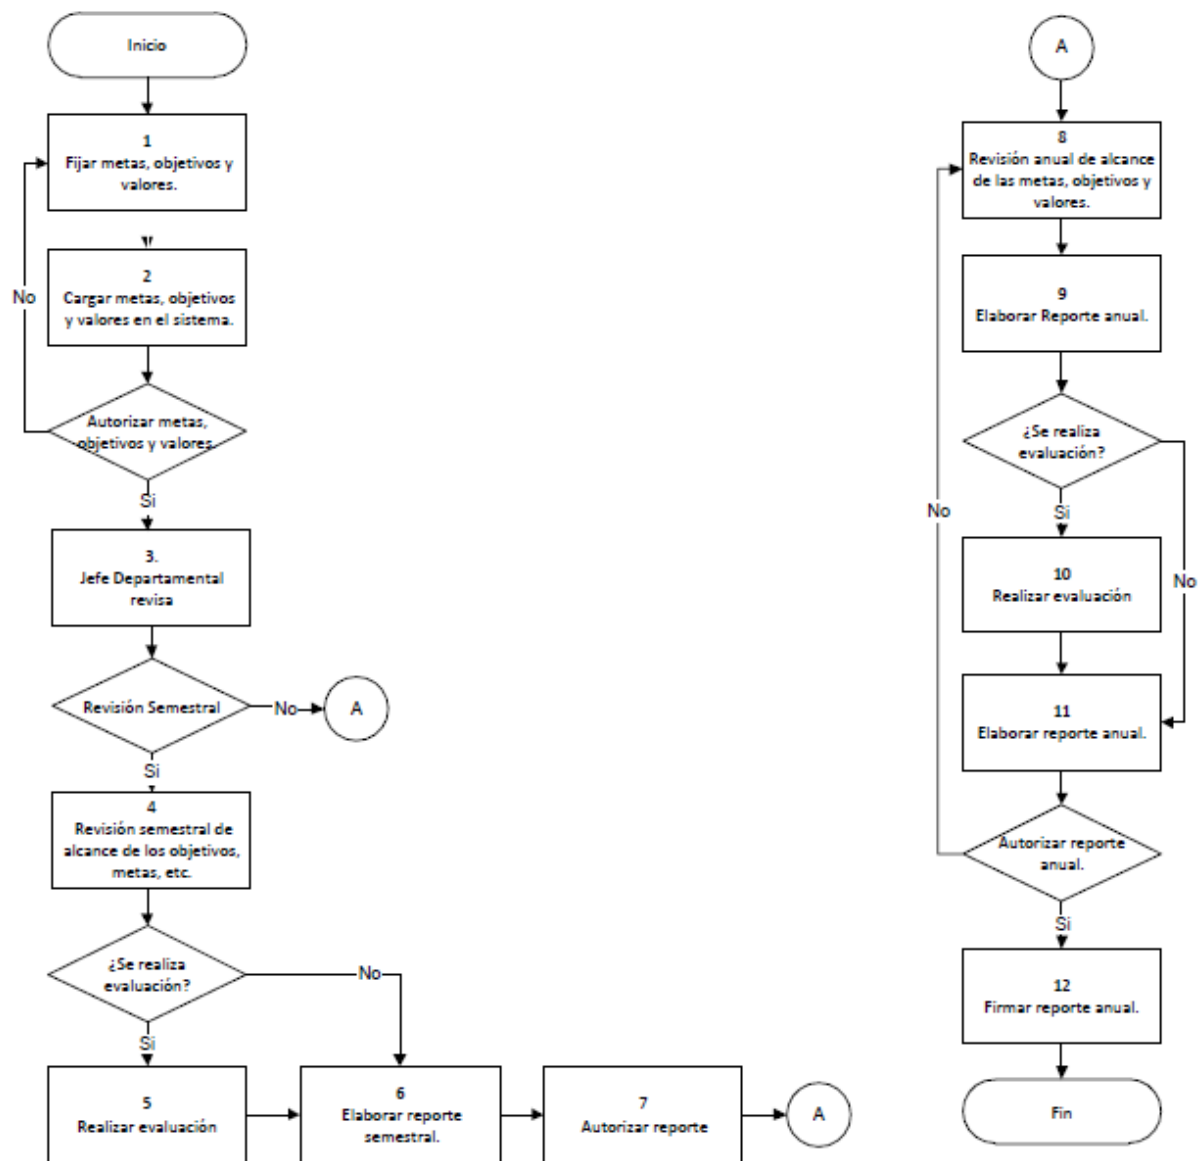 Inicio
1
Fijar metas, objetivos y
valores.
2
Cargar metas, objetivos
y valores en el sistema.
No
Autorizar metas,
objetivos y valores.
Si
3.
Jefe Departamental
revisa
Revisión Semestral
No
A
Si
4
Revisión semestral de
alcance de los objetivos,
metas, etc.
¿Se realiza
evaluación?
No
Si
5
Realizar evaluación
6
Elaborar reporte
semestral.
7
Autorizar reporte
A
A
8
Revisión anual de alcance
de las metas, objetivos y
valores.
9
Elaborar Reporte anual.
¿Se realiza
evaluación?
No
Si
10
Realizar evaluación
No
11
Elaborar reporte anual.
Autorizar reporte
anual.
Si
12
Firmar reporte anual.
Fin